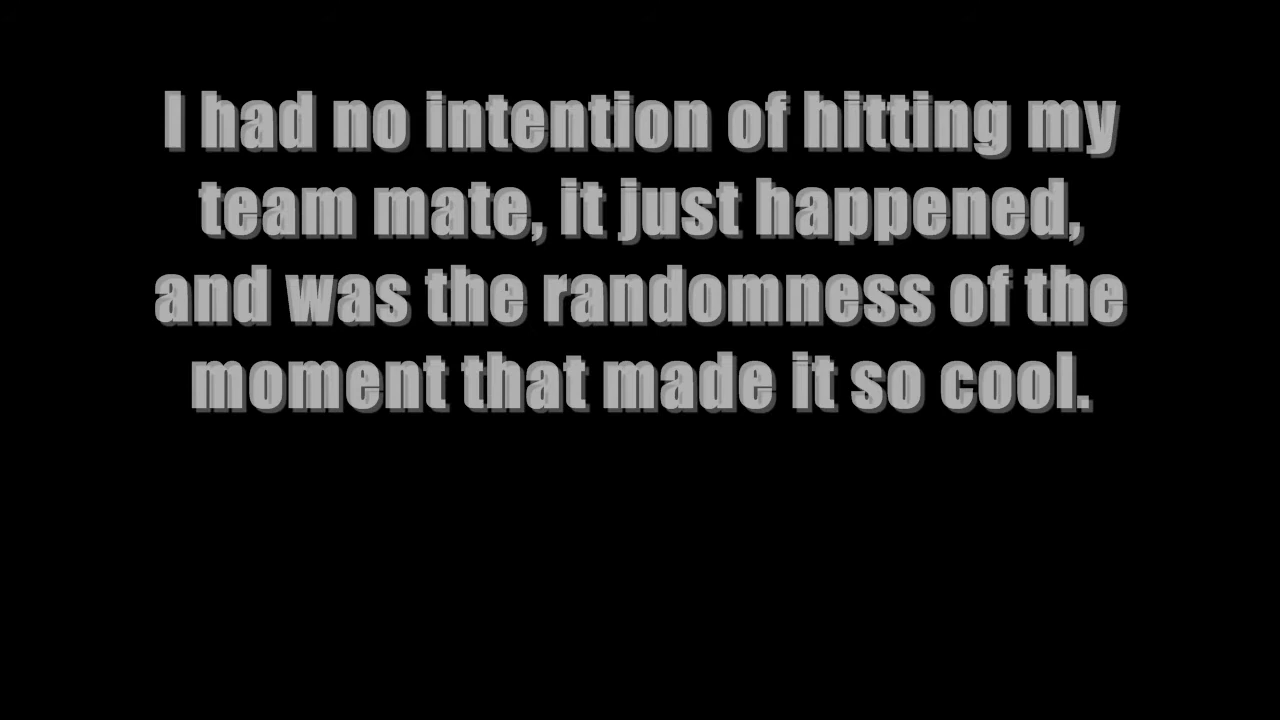 I had no intention of hitting my
team mate, it just happened,
and was the randomness of the
moment that made it so cool.